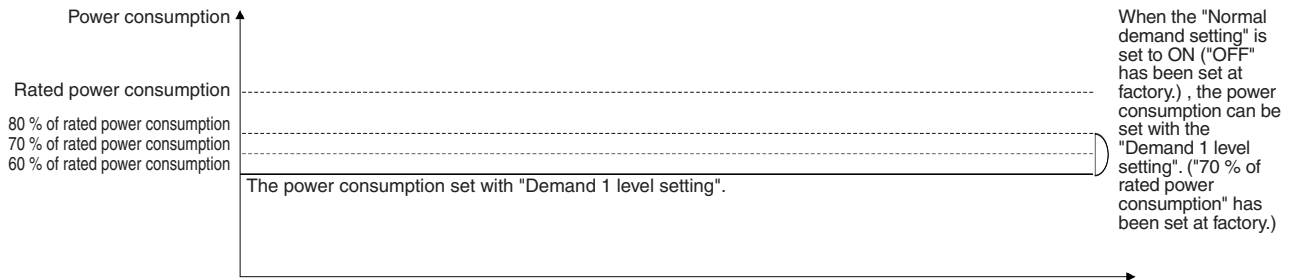 Power consumption
Rated power consumption
80 % of rated power consumption
70 % of rated power consumption
60 % of rated power consumption
The power consumption set with "Demand 1 level setting".
When the "Normal
demand setting" is
set to ON ("OFF"
has been set at
factory.) , the power
consumption can be
set with the
"Demand 1 level
setting". ("70 % of
rated power
consumption" has
been set at factory.)